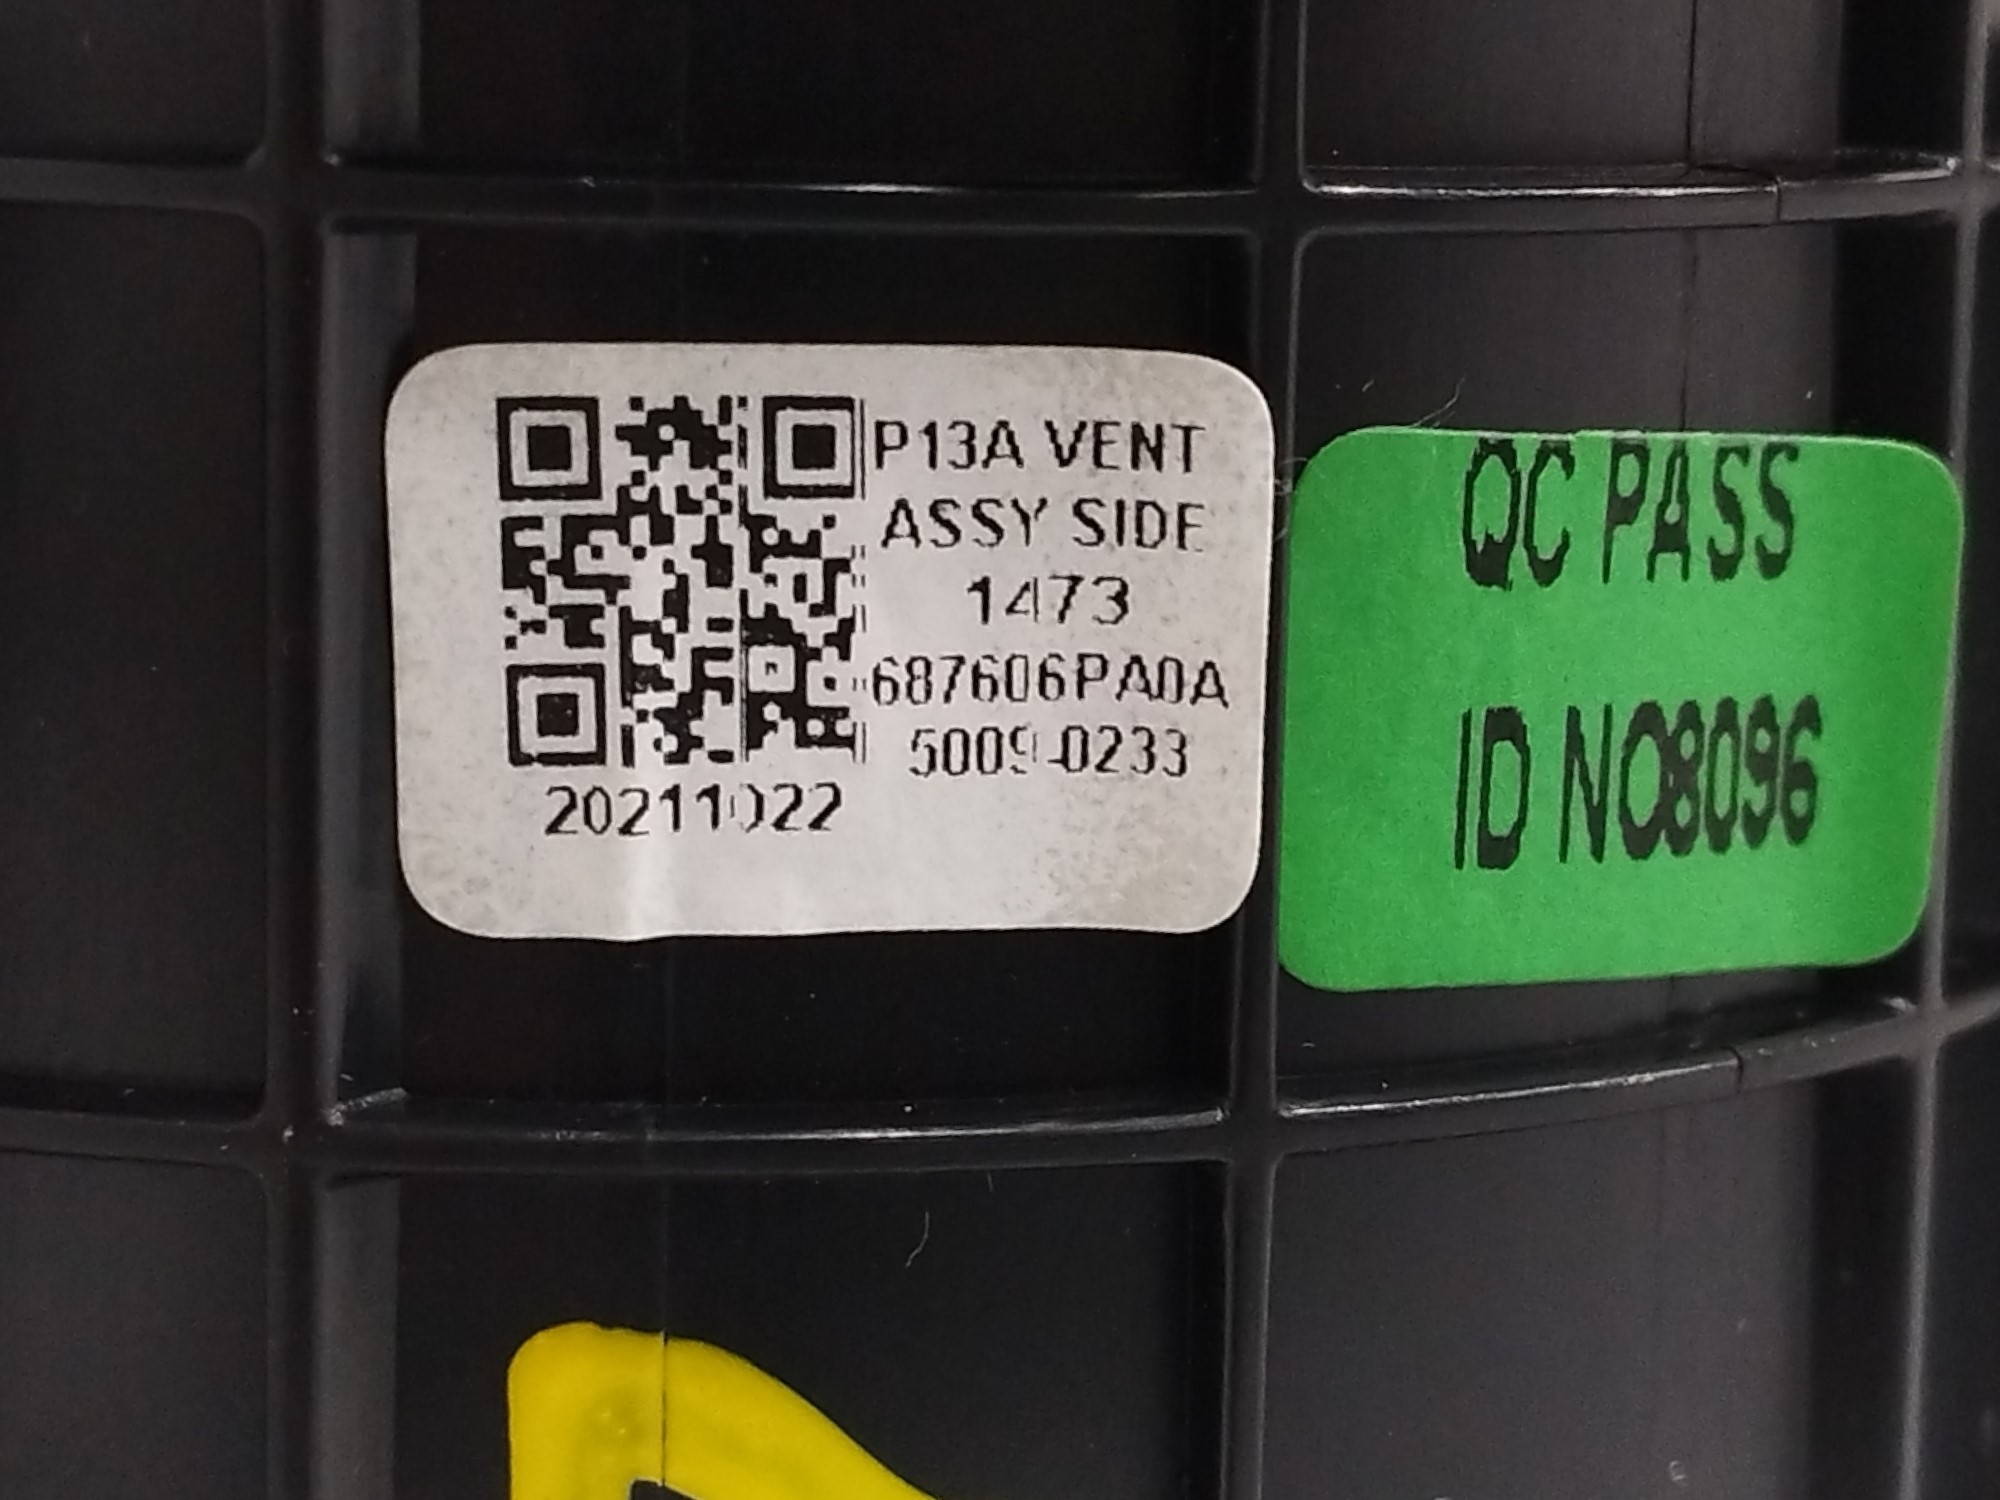 P13A VENT
ASSY SIDE
1473
687606PA0A
5009-0233
20211022
QC PASS
ID NO8096